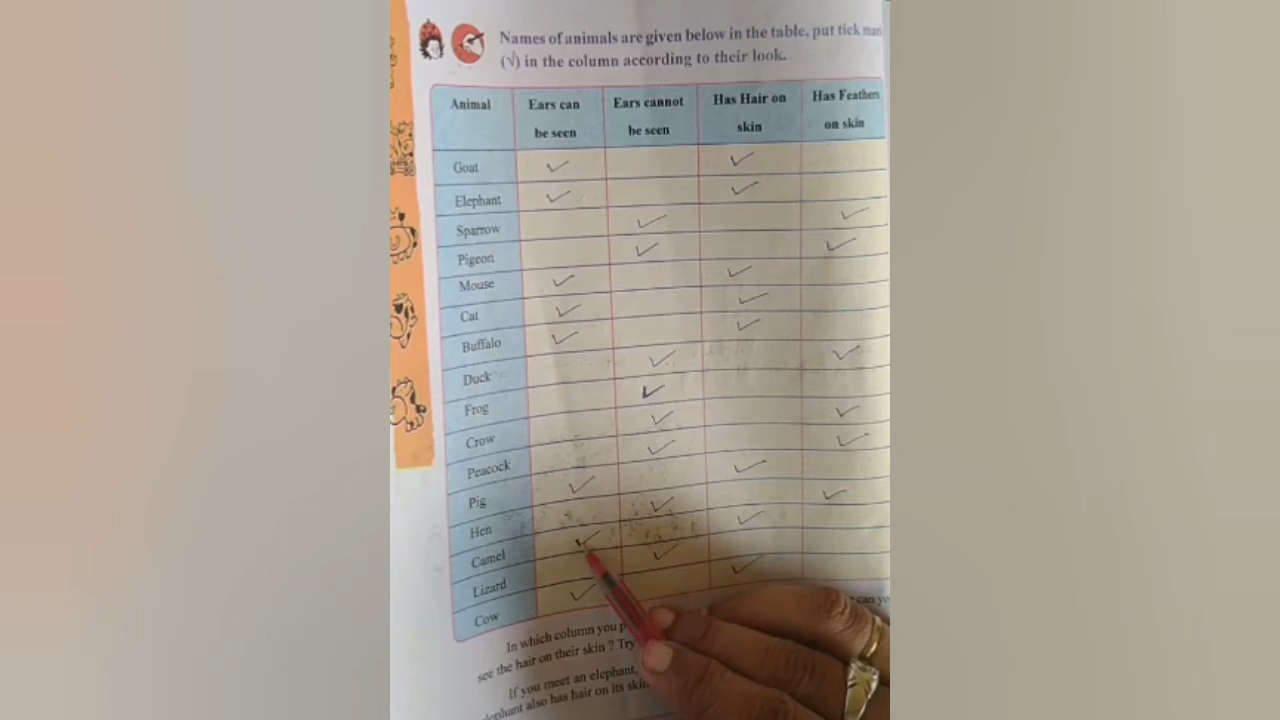 Names of animals are given below in the table, put tick
(√) in the column according to their look.
Animal Ears can be seen Ears cannot be seen Has Hair on skin Has Feathers on skin
Goat ✓ ✓
Elephant ✓ ✓
Sparrow ✓ ✓
Pigeon ✓ ✓
Mouse ✓ ✓
Cat ✓ ✓
Buffalo ✓ ✓
Duck ✓ ✓
Frog ✓
Crow ✓ ✓
Peacock ✓ ✓
Pig ✓ ✓
Hen ✓ ✓
Camel ✓ ✓
Lizard ✓
Cow ✓ ✓
In which column you can yo
see the hair on their skin ? Try
If you meet an elephant,
also has hair on its